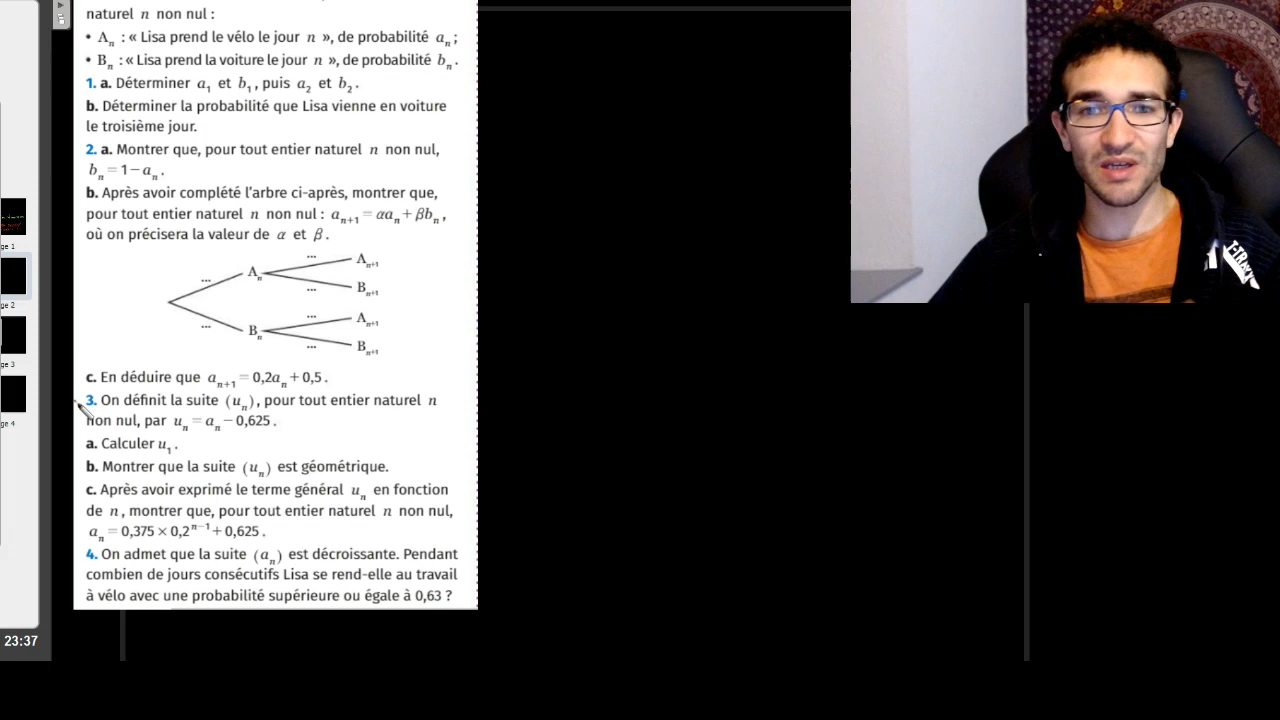 naturel n non nul :
• Aₙ : « Lisa prend le vélo le jour n », de probabilité aₙ ;
• Bₙ : « Lisa prend la voiture le jour n », de probabilité bₙ.
1. a. Déterminer a₁ et b₁, puis a₂ et b₂.
b. Déterminer la probabilité que Lisa vienne en voiture
le troisième jour.
2. a. Montrer que, pour tout entier naturel n non nul,
bₙ = 1 − aₙ.
b. Après avoir complété l'arbre ci-après, montrer que,
pour tout entier naturel n non nul : aₙ₊₁ = αaₙ + βbₙ,
où on précisera la valeur de α et β.
... Aₙ₊₁
... Aₙ
... Bₙ₊₁
... Aₙ₊₁
... Bₙ
... Bₙ₊₁
c. En déduire que aₙ₊₁ = 0,2aₙ + 0,5.
3. On définit la suite (uₙ), pour tout entier naturel n
non nul, par uₙ = aₙ − 0,625.
a. Calculer u₁.
b. Montrer que la suite (uₙ) est géométrique.
c. Après avoir exprimé le terme général uₙ en fonction
de n, montrer que, pour tout entier naturel n non nul,
aₙ = 0,375 × 0,2ⁿ⁻¹ + 0,625.
4. On admet que la suite (aₙ) est décroissante. Pendant
combien de jours consécutifs Lisa se rend-elle au travail
à vélo avec une probabilité supérieure ou égale à 0,63 ?
ge 1
ge 2
ge 3
ge 4
23:37
T-TRAXX